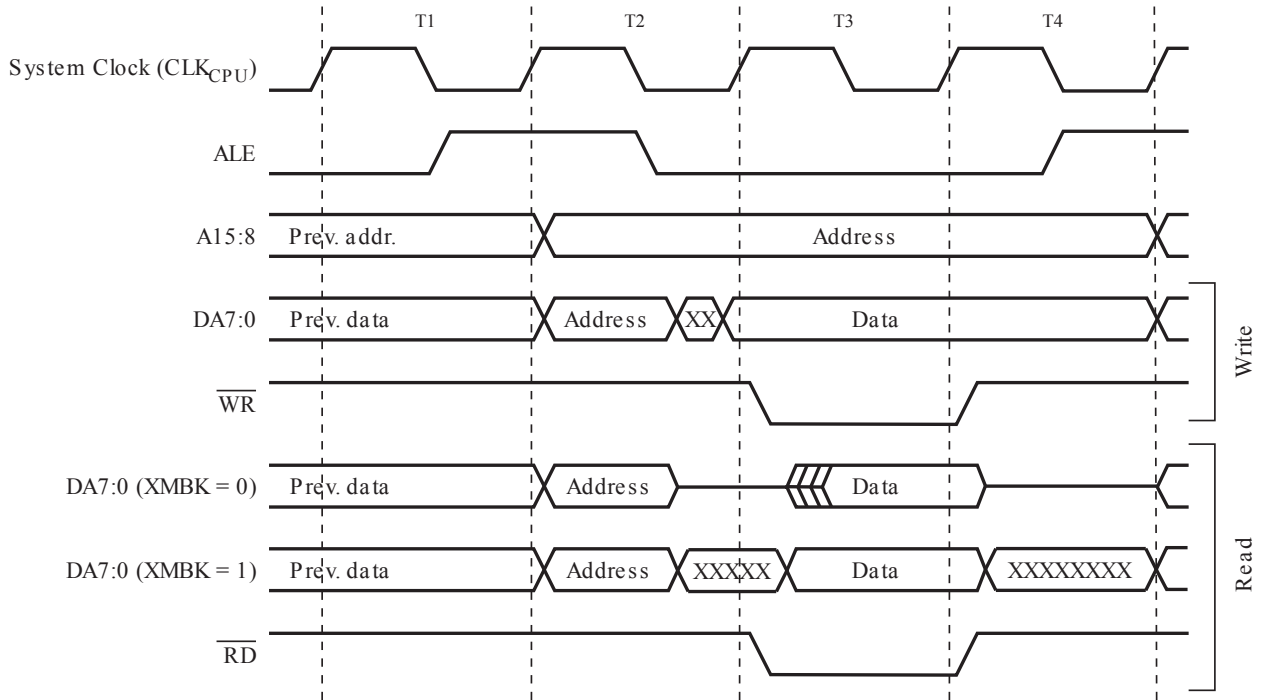 T1 T2 T3 T4
System Clock (CLKCPU)
ALE
A15:8 Prev. addr. Address
DA7:0 Prev. data Address XX Data
WR
Write
DA7:0 (XMBK = 0) Prev. data Address Data
DA7:0 (XMBK = 1) Prev. data Address XXXXX Data XXXXXXXX
RD
Read